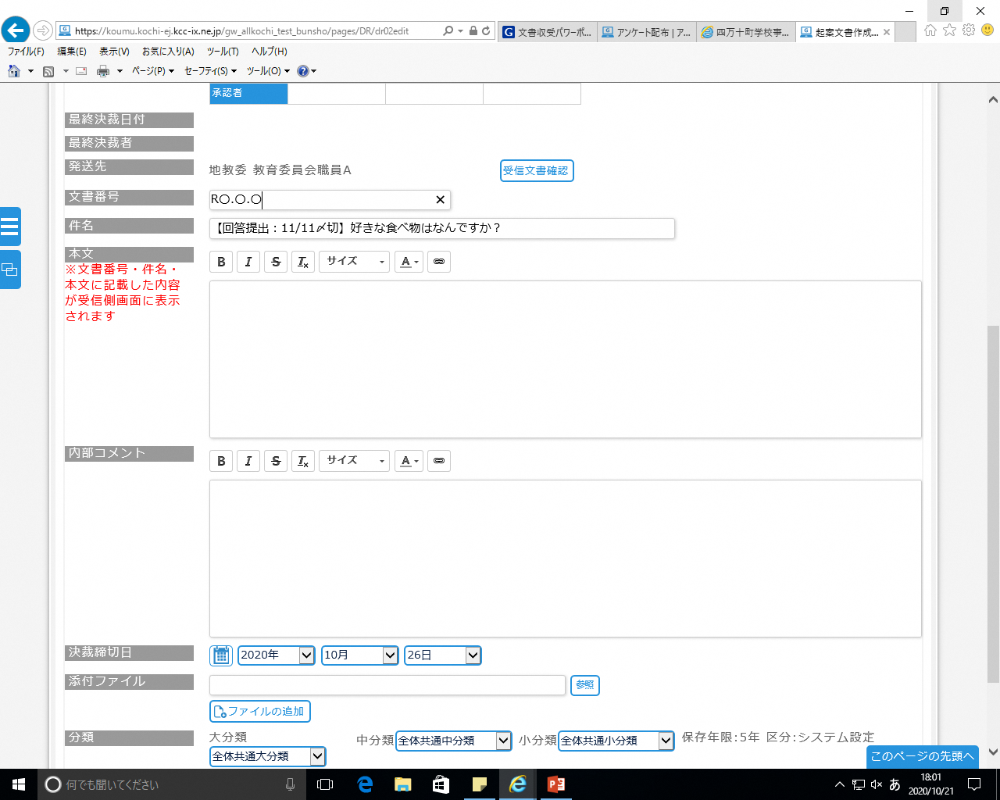 https://koumu.kochi-ej.kcc-ix.ne.jp/gw_allkochi_test_bunsho/pages/DR/dr02edit
文書収受パワーポ...
アンケート配布 | ア...
四万十町学校事...
起案文書作成...
ファイル(F) 編集(E) 表示(V) お気に入り(A) ツール(T) ヘルプ(H)
ページ(P) セーフティ(S) ツール(O)
承認者
最終決裁日付
最終決裁者
発送先 地教委 教育委員会職員A 受信文書確認
文書番号 R〇.〇.〇
件名 【回答提出：11/11〆切】好きな食べ物はなんですか？
本文 B I S Tx サイズ A
※文書番号・件名・
本文に記載した内容
が受信側画面に表示
されます
内部コメント B I S Tx サイズ A
決裁締切日 2020年 10月 26日
添付ファイル 参照
ファイルの追加
分類 大分類 中分類 全体共通中分類 小分類 全体共通小分類 保存年限:5年 区分:システム設定
全体共通大分類
このページの先頭へ
何でも聞いてください
あ
18:01
2020/10/21